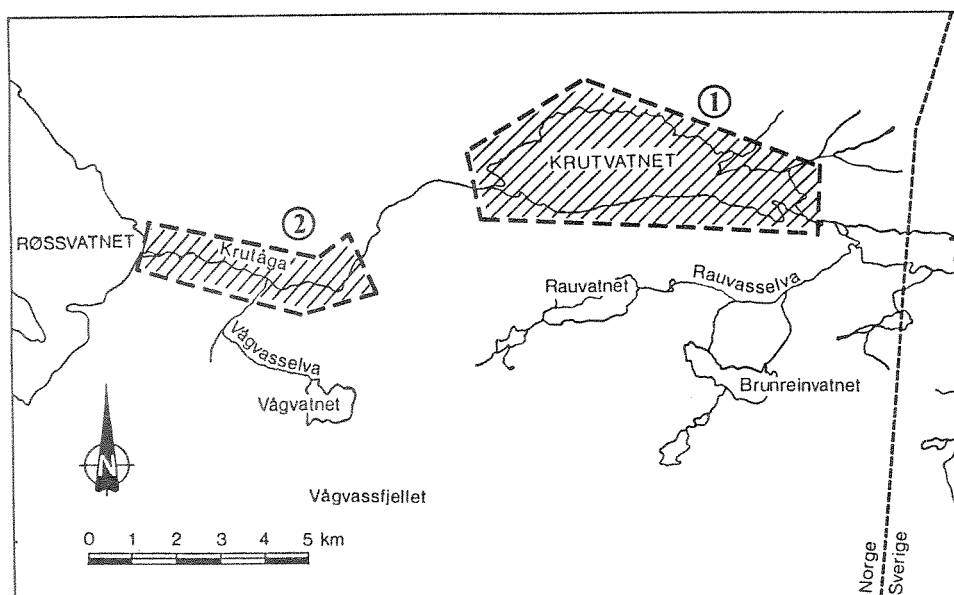 1
KRUTVATNET
2
RØSSVATNET
Krutåga
Rauvatnet
Rauvasselva
Vågvasselva
Brunreinvatnet
Vågvatnet
N
Vågvassfjellet
0 1 2 3 4 5 km
Norge
Sverige